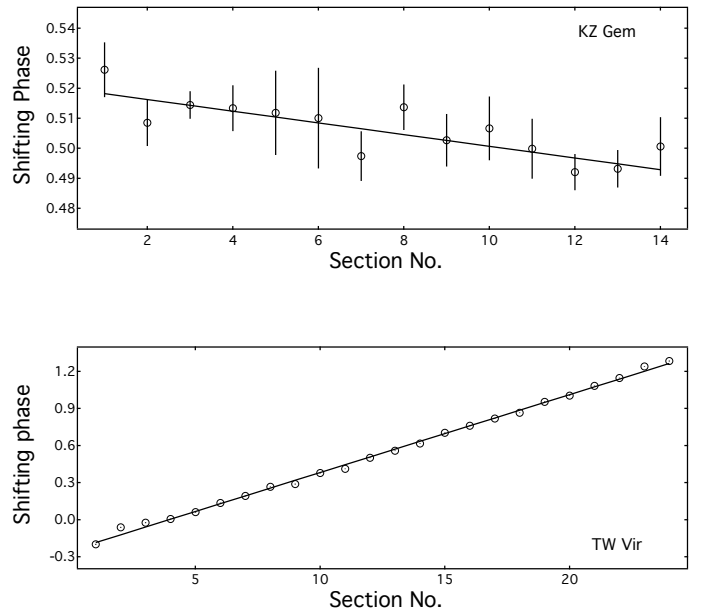 KZ Gem
Shifting Phase
0.54
0.53
0.52
0.51
0.50
0.49
0.48
2 4 6 8 10 12 14
Section No.
Shifting phase
1.2
0.9
0.6
0.3
0.0
-0.3
TW Vir
5 10 15 20
Section No.